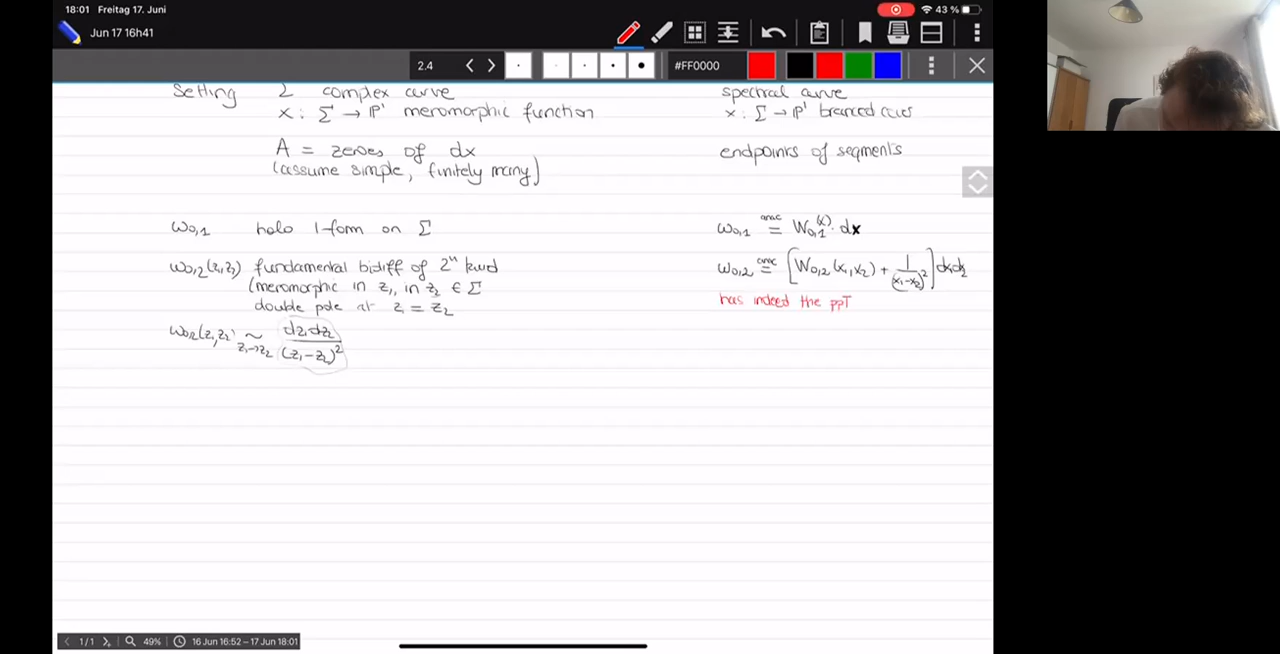 18:01 Freitag 17. Juni
43 %
Jun 17 16h41
2.4
#FF0000
Setting Σ complex curve
x : Σ → P¹ meromorphic function
A = zeroes of dx
(assume simple, finitely many)
ω0,1 holo 1-form on Σ
ω0,2(z1,z2) fundamental bidiff of 2ⁿ kind
(meromorphic in z1, in z2 ∈ Σ
double pole at z1 = z2
ω0,2(z1,z2) ~ z1→z2 dz1dz2 / (z1-z2)²
spectral curve
x : Σ → P¹ branced cover
endpoints of segments
ω0,1 = W0,1(x) · dx
ω0,2 = [W0,2(x1,x2) + 1/(x1-x2)²] dx1dx2
has indeed the ppT
1/1 49% 16 Jun 16:52 – 17 Jun 18:01